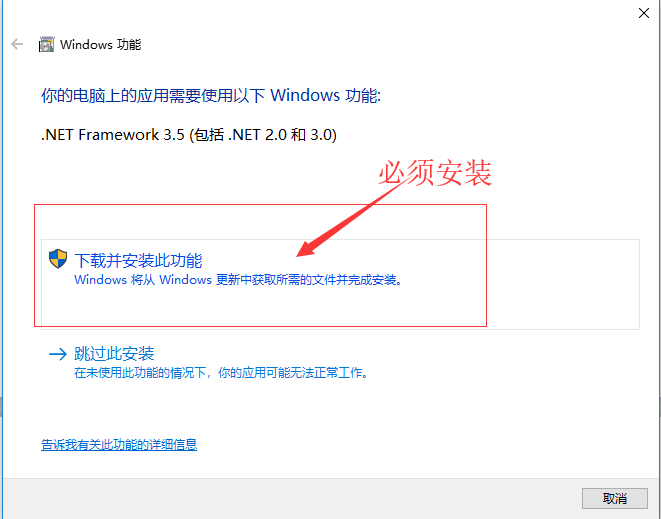 Windows 功能
你的电脑上的应用需要使用以下 Windows 功能:
.NET Framework 3.5 (包括 .NET 2.0 和 3.0)
必须安装
下载并安装此功能
Windows 将从 Windows 更新中获取所需的文件并完成安装。
跳过此安装
在未使用此功能的情况下，你的应用可能无法正常工作。
告诉我有关此功能的详细信息
取消